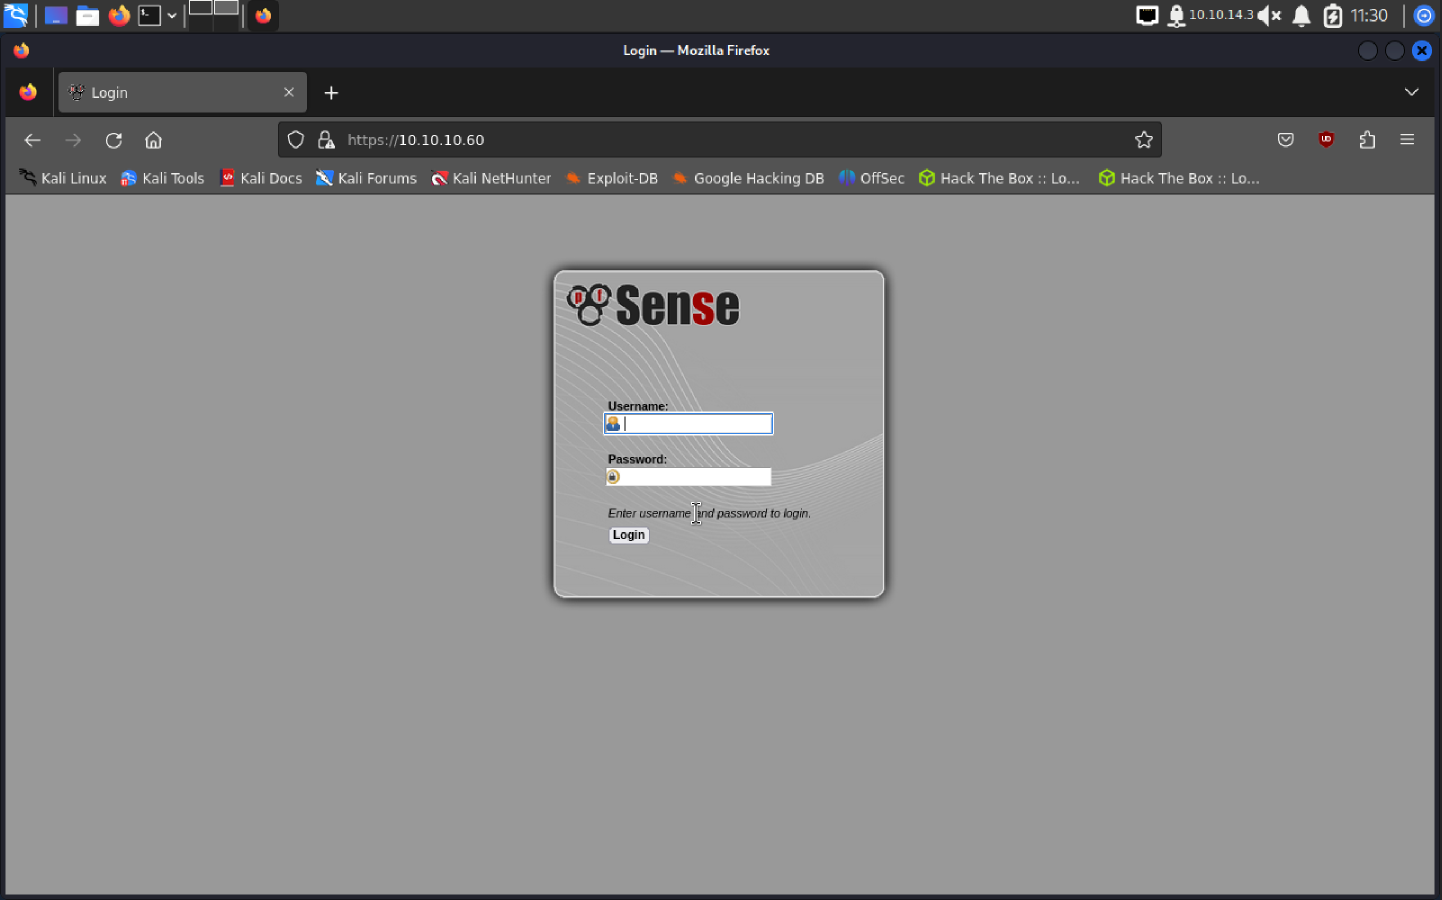 10.10.14.3 11:30
Login — Mozilla Firefox
Login
https://10.10.10.60
Kali Linux Kali Tools Kali Docs Kali Forums Kali NetHunter Exploit-DB Google Hacking DB OffSec Hack The Box :: Lo... Hack The Box :: Lo...
pf Sense
Username:
Password:
Enter username and password to login.
Login